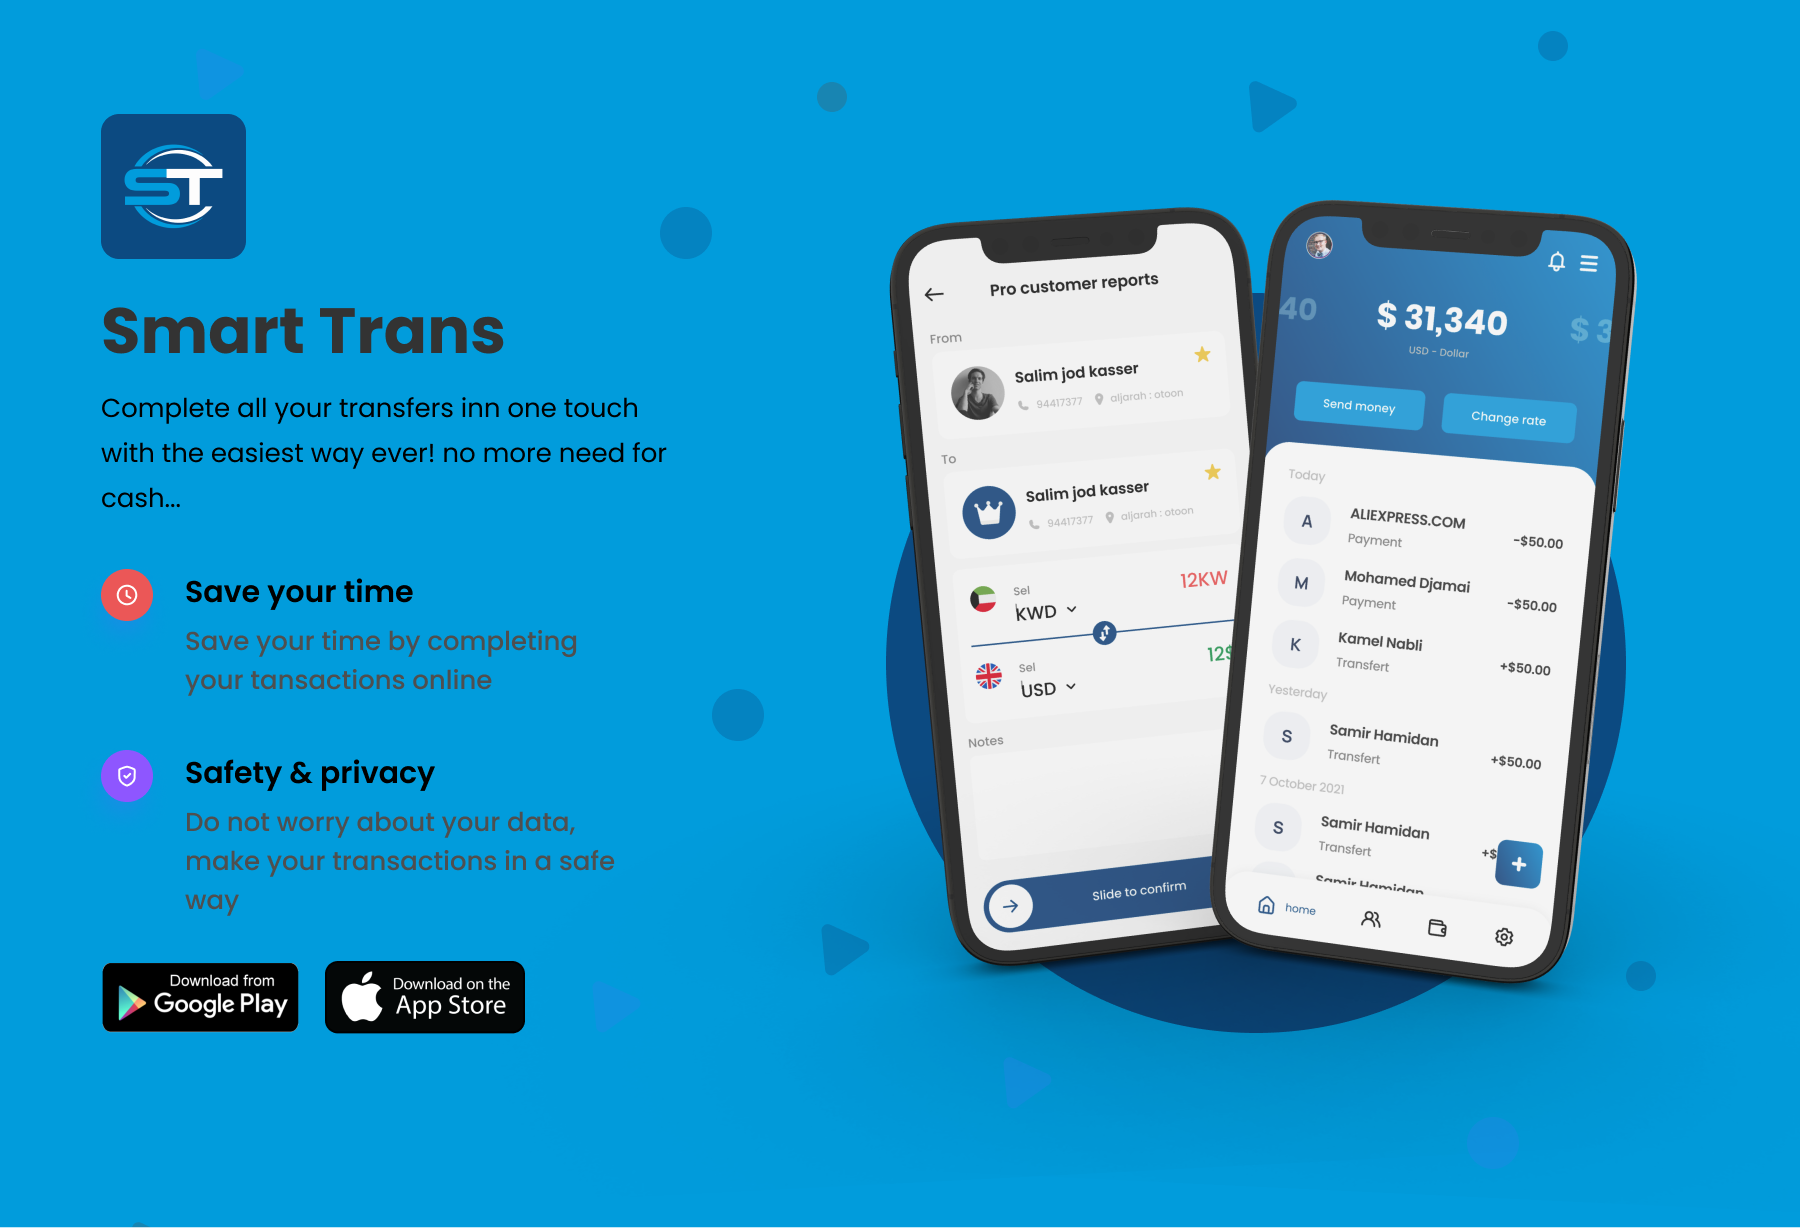 ST
Smart Trans
Complete all your transfers inn one touch
with the easiest way ever! no more need for
cash...
Save your time
Save your time by completing
your tansactions online
Safety & privacy
Do not worry about your data,
make your transactions in a safe
way
Download from
Google Play
Download on the
App Store
Pro customer reports
From
Salim jod kasser
94417377 aljarah : otoon
To
Salim jod kasser
94417377 aljarah : otoon
Sel
KWD
12KW
Sel
USD
12$
Notes
Slide to confirm
40
$ 31,340
$ 3
USD - Dollar
Send money
Change rate
Today
A
ALIEXPRESS.COM
Payment
-$50.00
M
Mohamed Djamai
Payment
-$50.00
K
Kamel Nabli
Transfert
+$50.00
Yesterday
S
Samir Hamidan
Transfert
+$50.00
7 October 2021
S
Samir Hamidan
Transfert
+$
Samir Hamidan
home